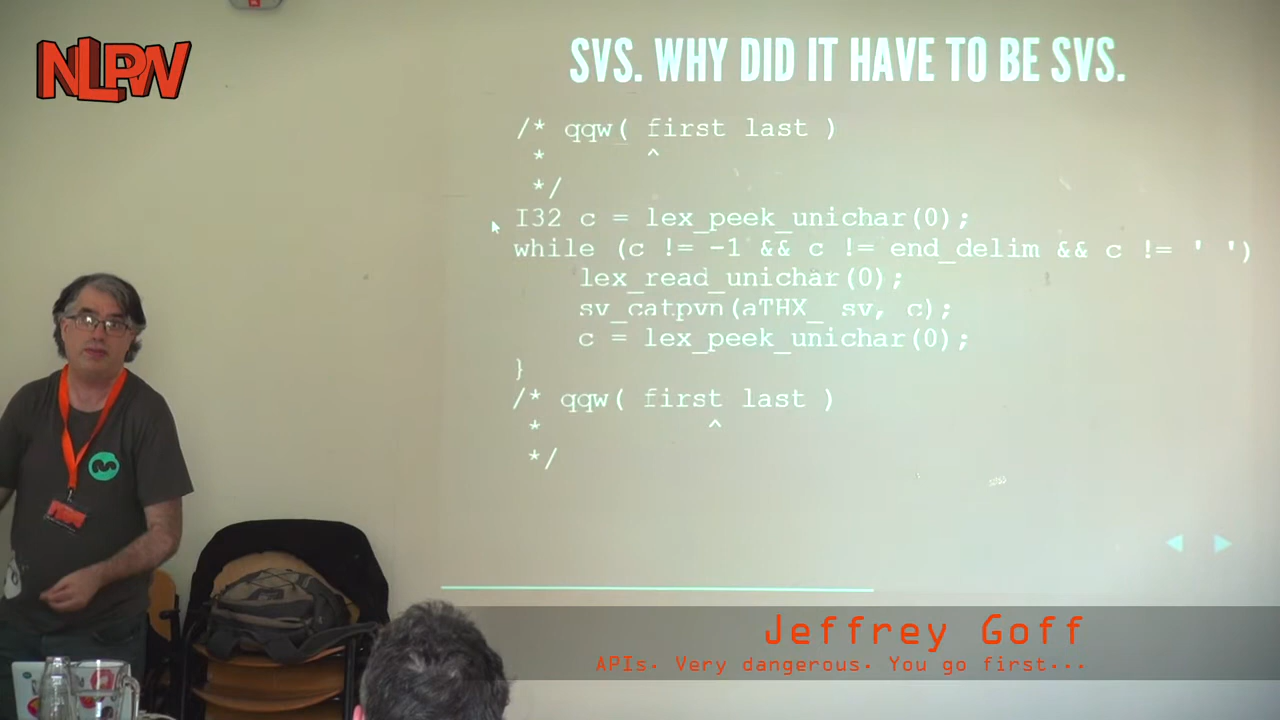 NLPW
SVS. WHY DID IT HAVE TO BE SVS.
/* qqw( first last )
* ^
*/
I32 c = lex_peek_unichar(0);
while (c != -1 && c != end_delim && c != ' ')
lex_read_unichar(0);
sv_catpvn(aTHX_ sv, c);
c = lex_peek_unichar(0);
}
/* qqw( first last )
* ^
*/
Jeffrey Goff
APIs. Very dangerous. You go first...